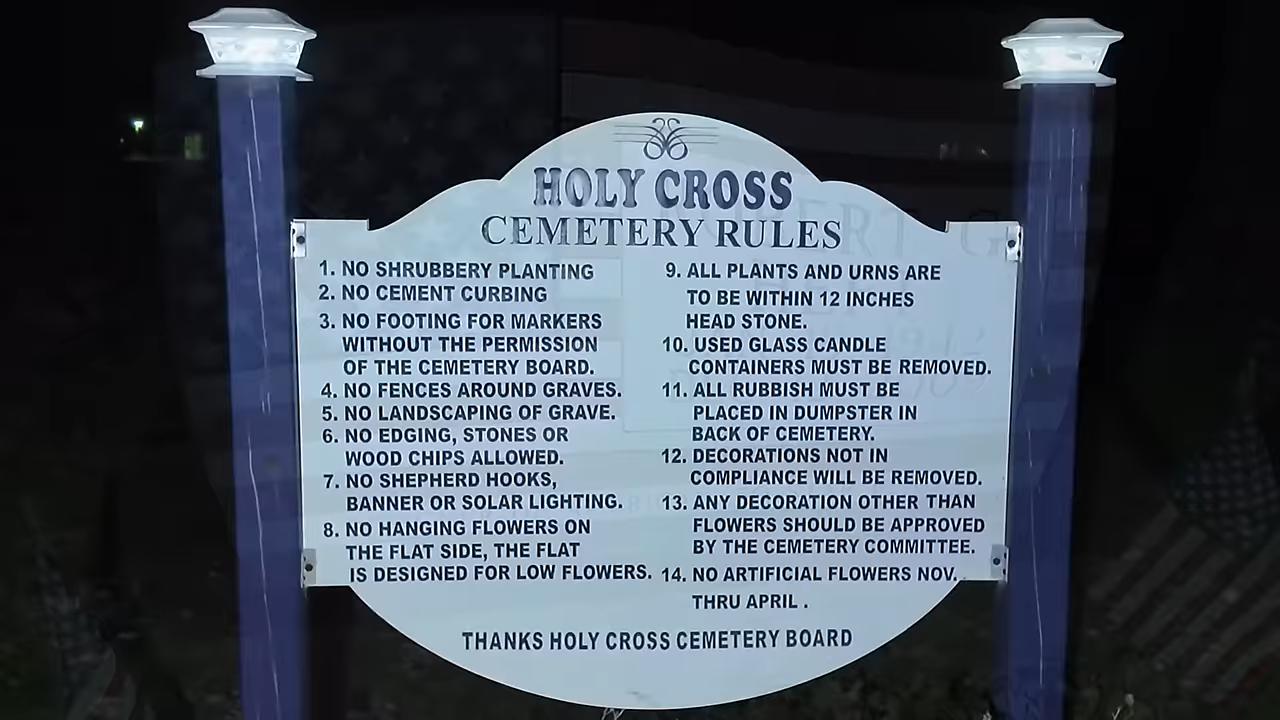 HOLY CROSS
CEMETERY RULES
1. NO SHRUBBERY PLANTING
2. NO CEMENT CURBING
3. NO FOOTING FOR MARKERS
WITHOUT THE PERMISSION
OF THE CEMETERY BOARD.
4. NO FENCES AROUND GRAVES.
5. NO LANDSCAPING OF GRAVE.
6. NO EDGING, STONES OR
WOOD CHIPS ALLOWED.
7. NO SHEPHERD HOOKS,
BANNER OR SOLAR LIGHTING.
8. NO HANGING FLOWERS ON
THE FLAT SIDE, THE FLAT
IS DESIGNED FOR LOW FLOWERS.
9. ALL PLANTS AND URNS ARE
TO BE WITHIN 12 INCHES
HEAD STONE.
10. USED GLASS CANDLE
CONTAINERS MUST BE REMOVED.
11. ALL RUBBISH MUST BE
PLACED IN DUMPSTER IN
BACK OF CEMETERY.
12. DECORATIONS NOT IN
COMPLIANCE WILL BE REMOVED.
13. ANY DECORATION OTHER THAN
FLOWERS SHOULD BE APPROVED
BY THE CEMETERY COMMITTEE.
14. NO ARTIFICIAL FLOWERS NOV.
THRU APRIL .
THANKS HOLY CROSS CEMETERY BOARD